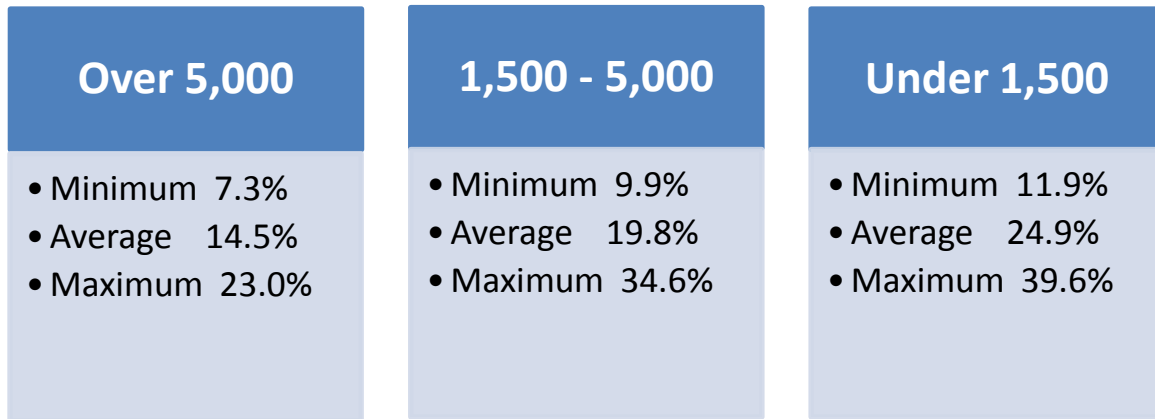 Over 5,000
• Minimum 7.3%
• Average 14.5%
• Maximum 23.0%
1,500 - 5,000
• Minimum 9.9%
• Average 19.8%
• Maximum 34.6%
Under 1,500
• Minimum 11.9%
• Average 24.9%
• Maximum 39.6%